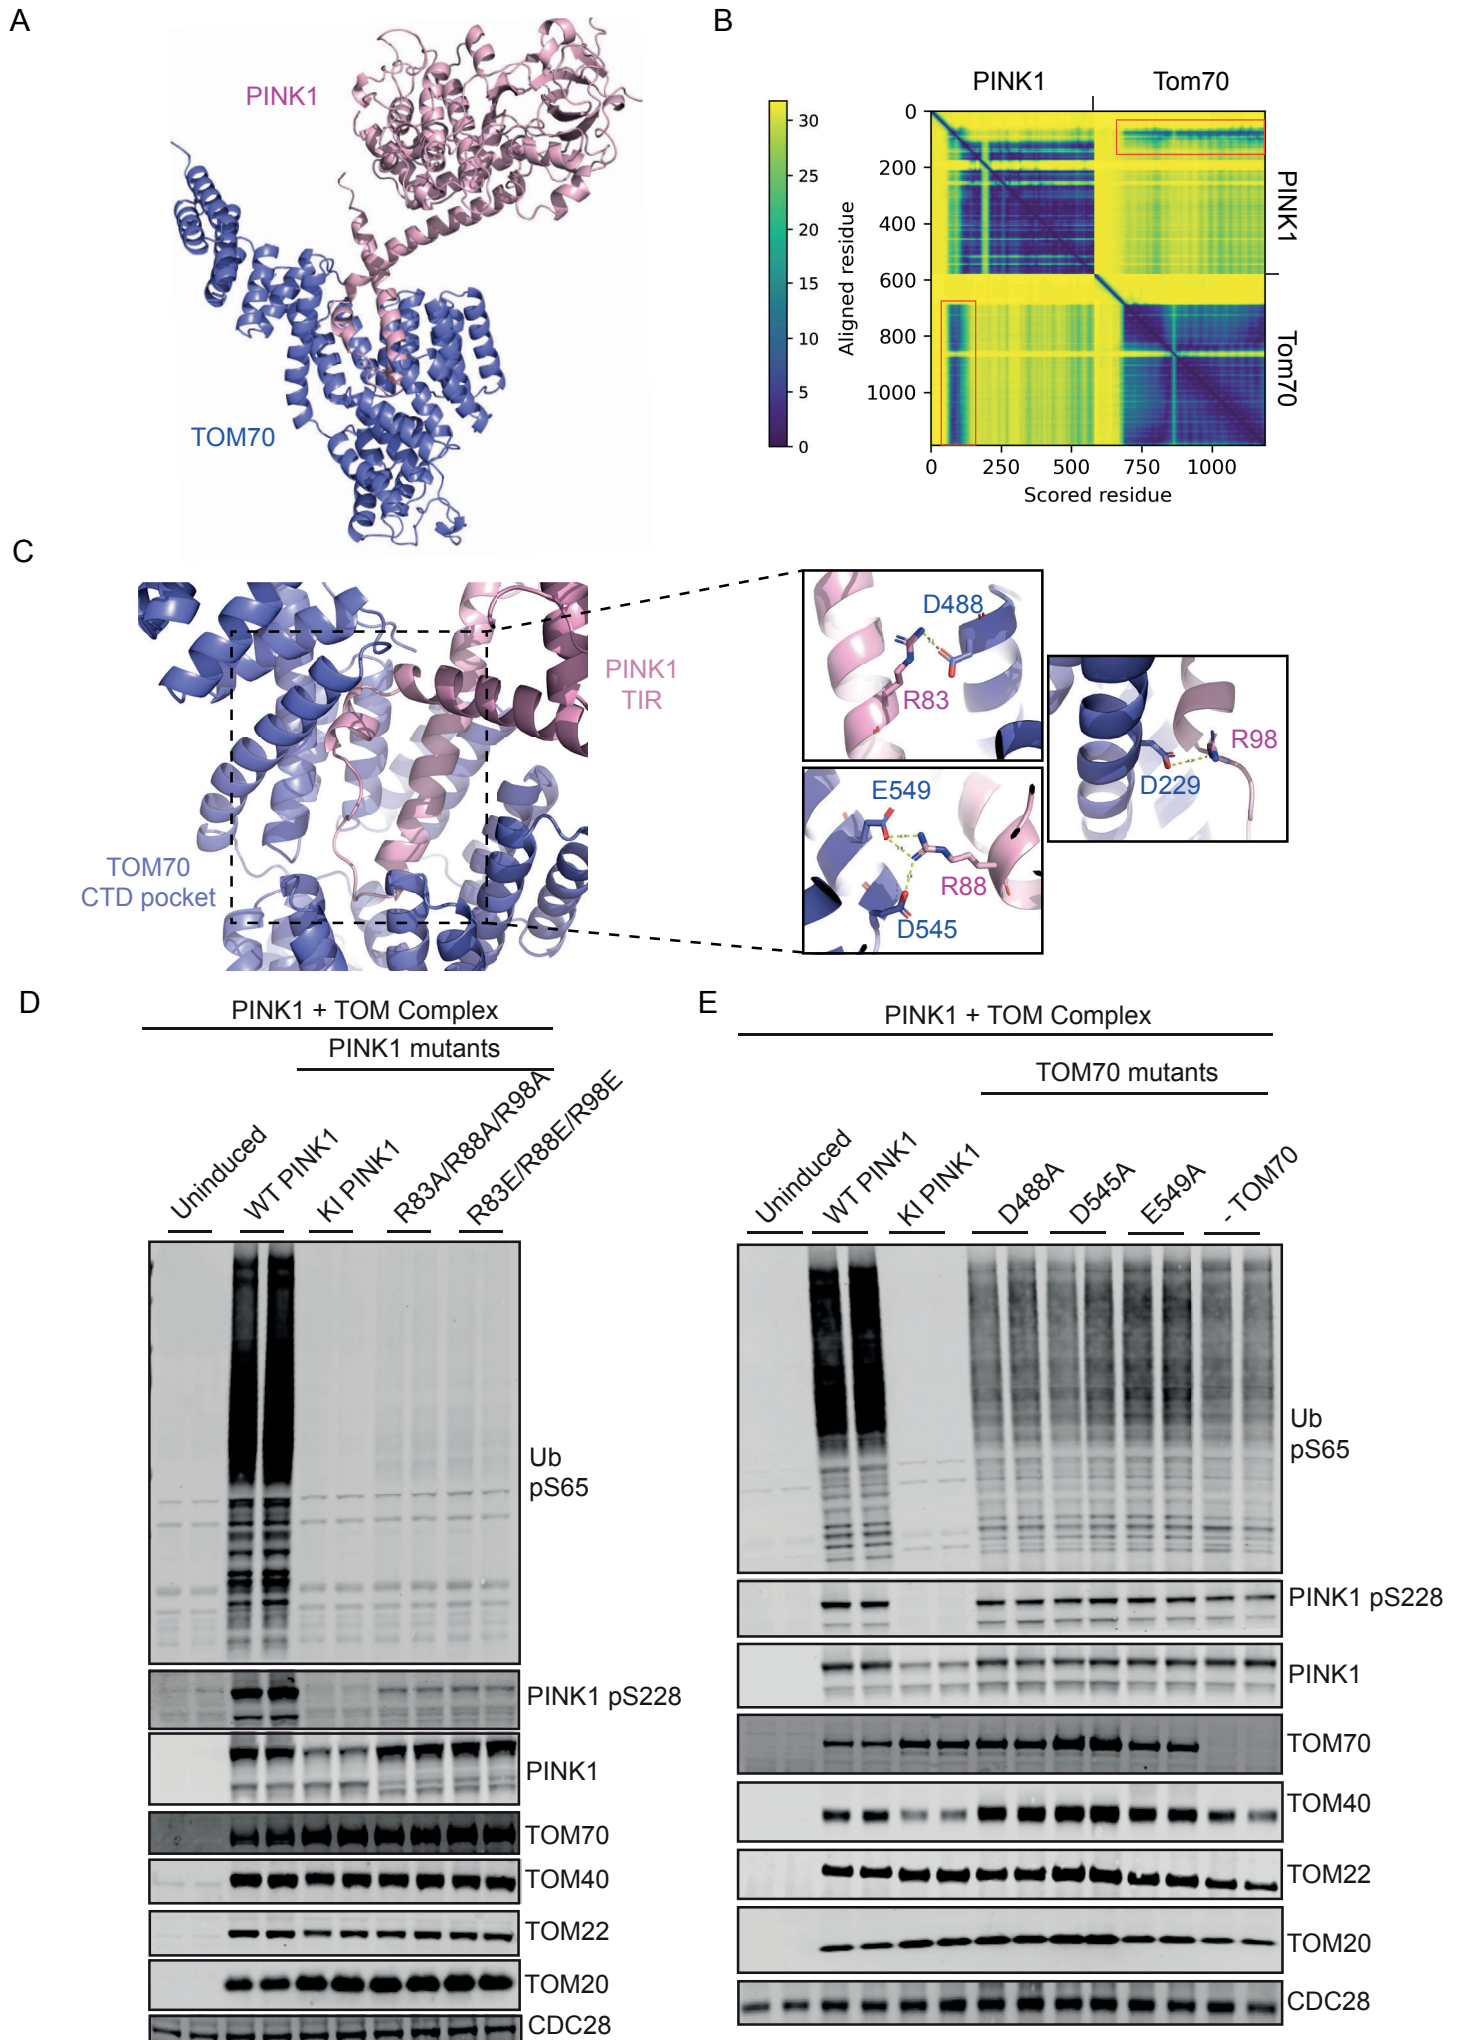 A
PINK1
TOM70
B
PINK1
Tom70
30
25
20
15
10
5
0
Aligned residue
0
200
400
600
800
1000
0
250
500
750
1000
Scored residue
PINK1
Tom70
C
PINK1
TIR
TOM70
CTD pocket
D488
R83
E549
R88
D545
R98
D229
D
PINK1 + TOM Complex
PINK1 mutants
Uninduced
WT PINK1
KI PINK1
R83A/R88A/R98A
R83E/R88E/R98E
Ub
pS65
PINK1 pS228
PINK1
TOM70
TOM40
TOM22
TOM20
CDC28
E
PINK1 + TOM Complex
TOM70 mutants
Uninduced
WT PINK1
KI PINK1
D488A
D545A
E549A
- TOM70
Ub
pS65
PINK1 pS228
PINK1
TOM70
TOM40
TOM22
TOM20
CDC28